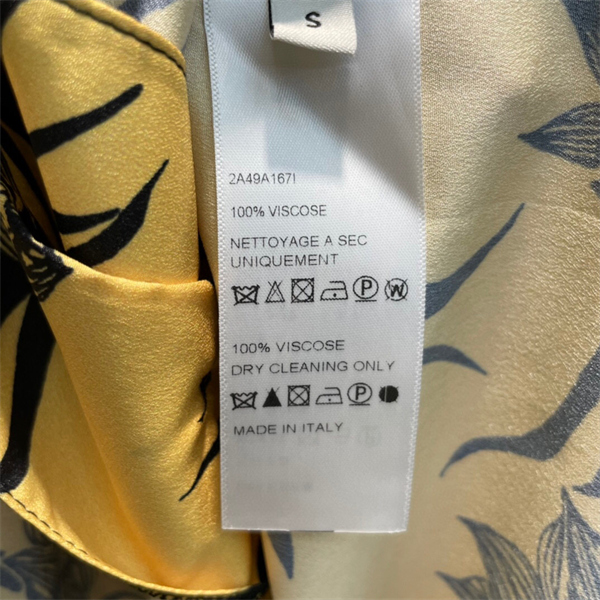 S
2A49A167I
100% VISCOSE
NETTOYAGE A SEC
UNIQUEMENT
P W
100% VISCOSE
DRY CLEANING ONLY
P
MADE IN ITALY